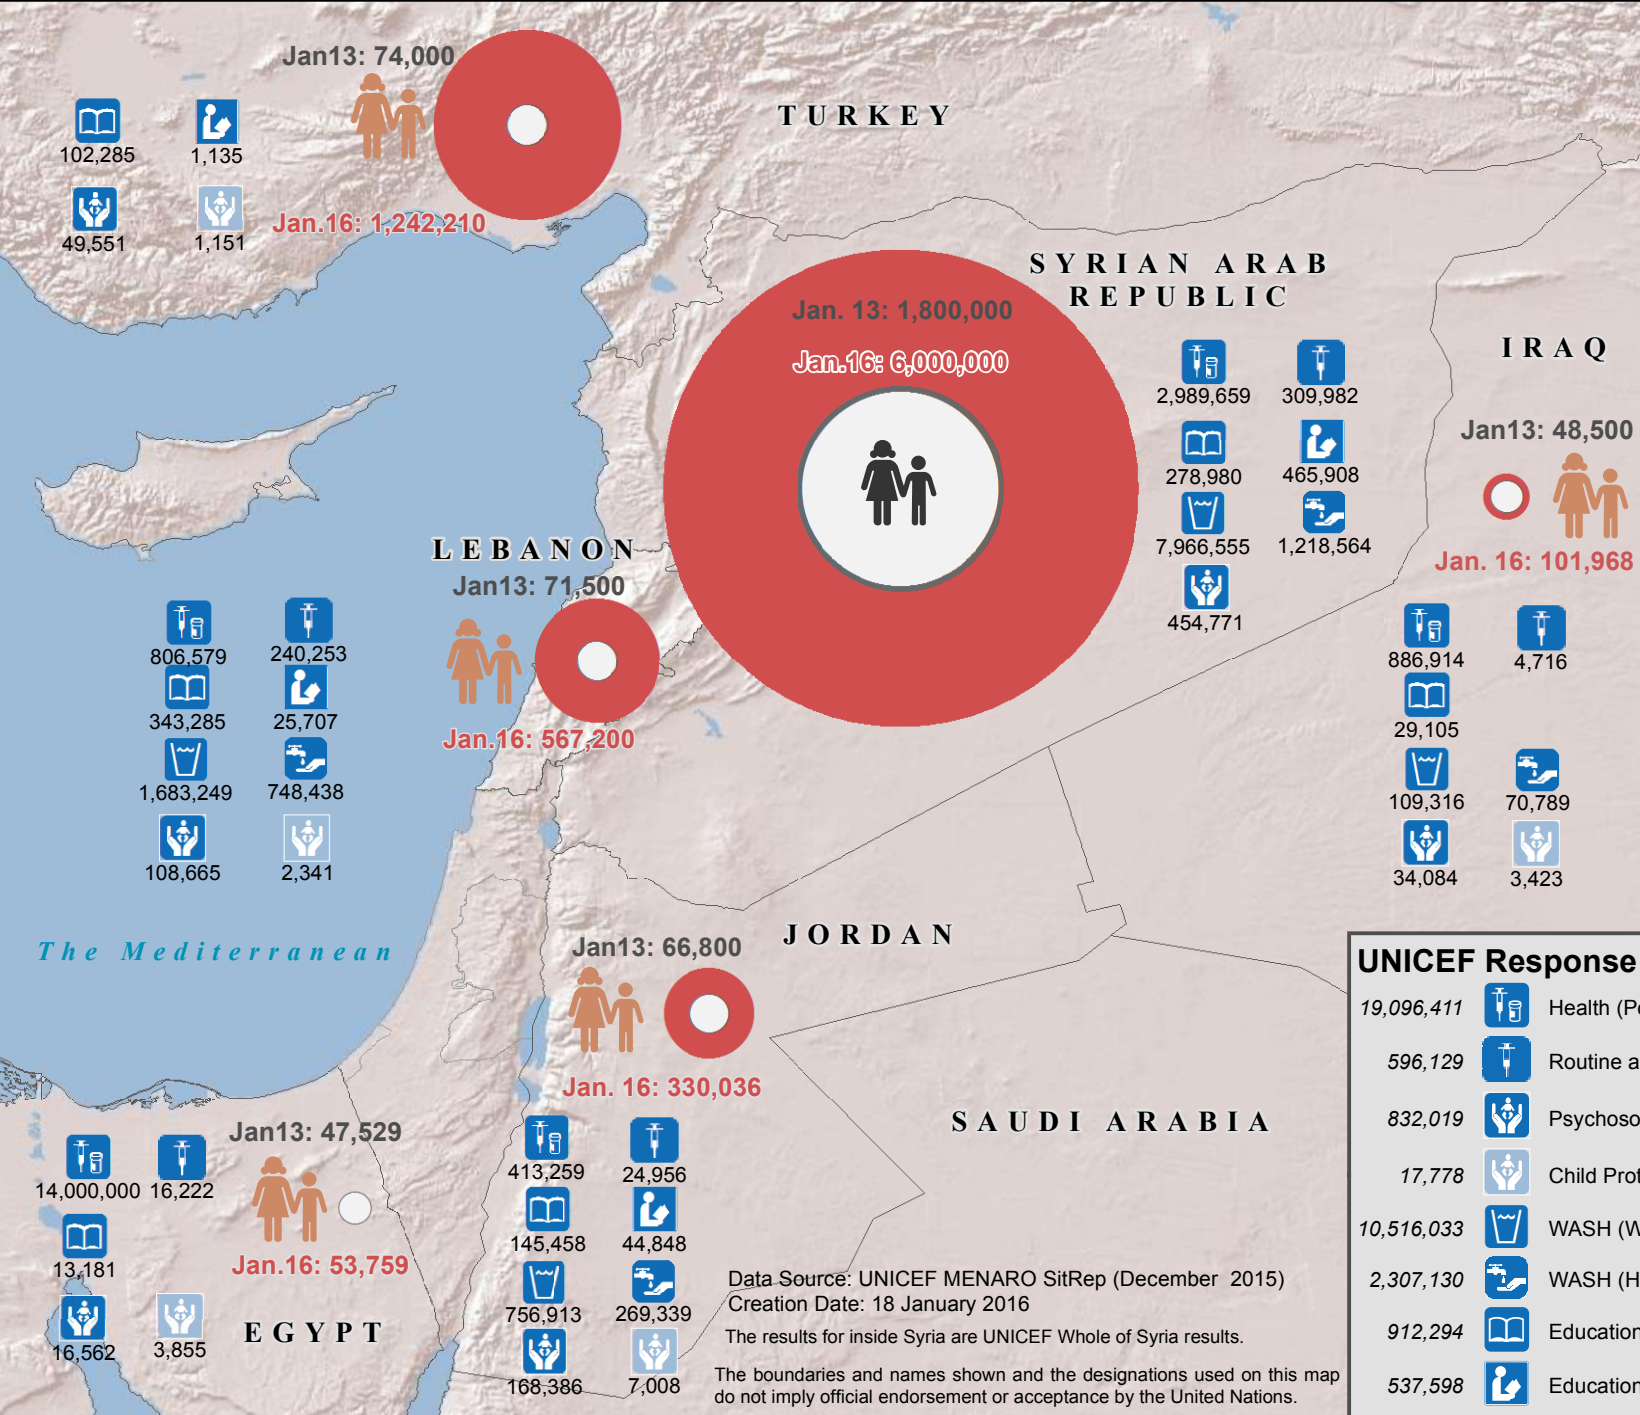 Jan13: 74,000
102,285
1,135
49,551
1,151
Jan.16: 1,242,210
TURKEY
SYRIAN ARAB
REPUBLIC
Jan. 13: 1,800,000
Jan.16: 6,000,000
2,989,659
309,982
278,980
465,908
7,966,555
1,218,564
454,771
IRAQ
Jan13: 48,500
Jan. 16: 101,968
886,914
4,716
29,105
109,316
70,789
34,084
3,423
LEBANON
Jan13: 71,500
Jan.16: 567,200
806,579
240,253
343,285
25,707
1,683,249
748,438
108,665
2,341
The Mediterranean
JORDAN
Jan13: 66,800
Jan. 16: 330,036
413,259
24,956
145,458
44,848
756,913
269,339
168,386
7,008
SAUDI ARABIA
Jan13: 47,529
14,000,000
16,222
13,181
Jan.16: 53,759
16,562
3,855
EGYPT
Data Source: UNICEF MENARO SitRep (December 2015)
Creation Date: 18 January 2016
The results for inside Syria are UNICEF Whole of Syria results.
The boundaries and names shown and the designations used on this map
do not imply official endorsement or acceptance by the United Nations.
UNICEF Response
19,096,411 Health (Po
596,129 Routine a
832,019 Psychoso
17,778 Child Prot
10,516,033 WASH (W
2,307,130 WASH (H
912,294 Education
537,598 Education